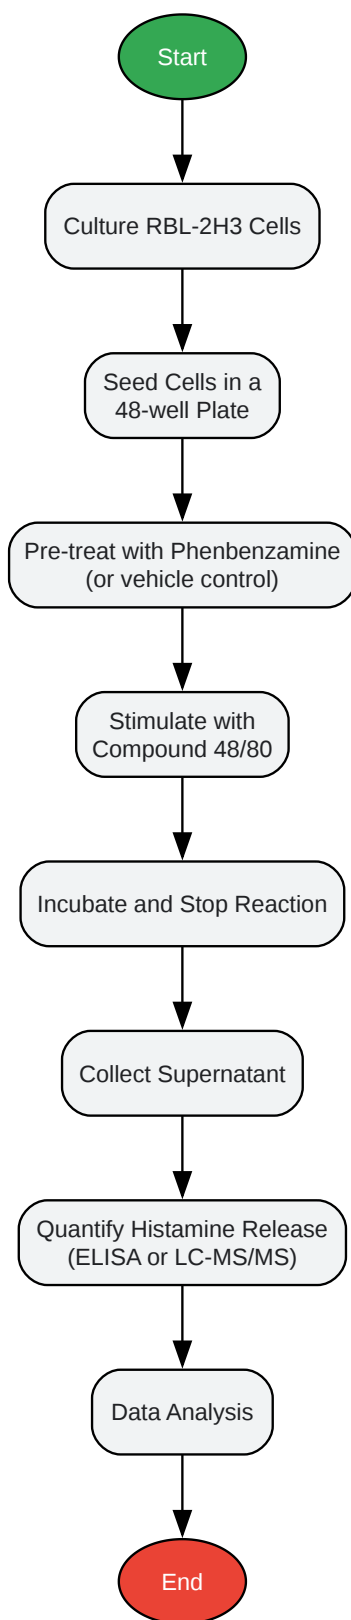 Start
Culture RBL-2H3 Cells
Seed Cells in a
48-well Plate
Pre-treat with Phenbenzamine
(or vehicle control)
Stimulate with
Compound 48/80
Incubate and Stop Reaction
Collect Supernatant
Quantify Histamine Release
(ELISA or LC-MS/MS)
Data Analysis
End